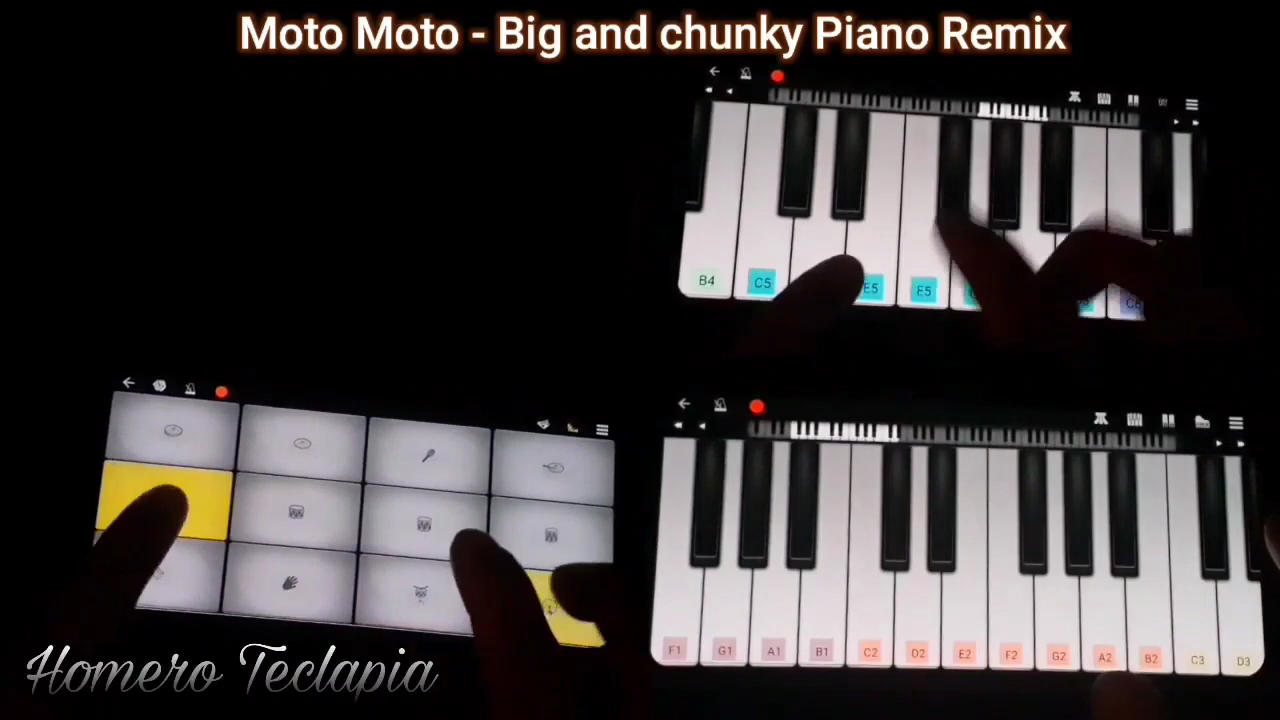 Moto Moto - Big and chunky Piano Remix
B4 C5 E5 F5
F1 G1 A1 B1 C2 D2 E2 F2 G2 A2 B2 C3 D3
Homero Teclapia